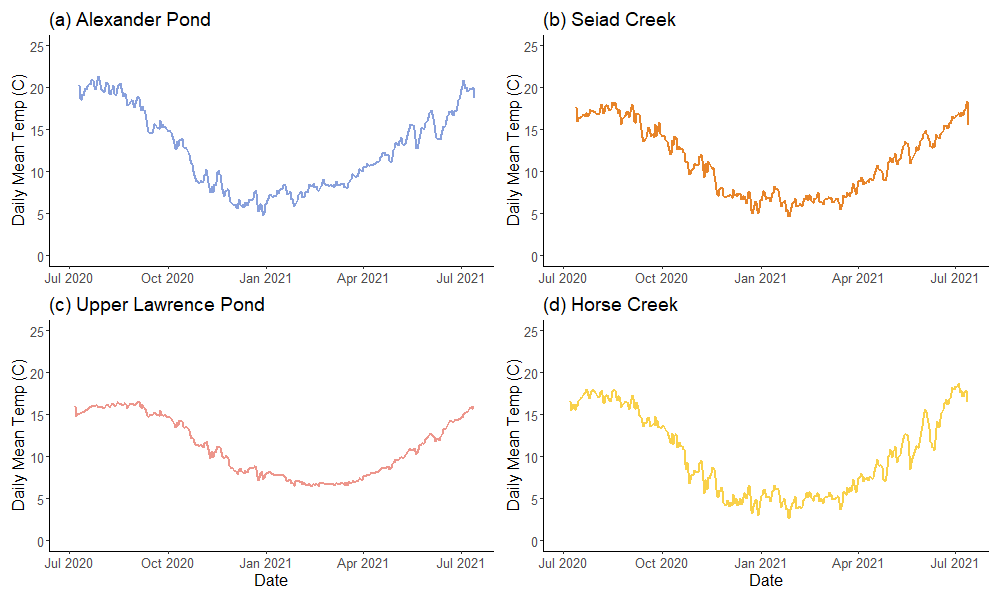 (a) Alexander Pond
Daily Mean Temp (C)
25
20
15
10
5
0
Jul 2020 Oct 2020 Jan 2021 Apr 2021 Jul 2021
(b) Seiad Creek
Daily Mean Temp (C)
25
20
15
10
5
0
Jul 2020 Oct 2020 Jan 2021 Apr 2021 Jul 2021
(c) Upper Lawrence Pond
Daily Mean Temp (C)
25
20
15
10
5
0
Jul 2020 Oct 2020 Jan 2021 Apr 2021 Jul 2021
Date
(d) Horse Creek
Daily Mean Temp (C)
25
20
15
10
5
0
Jul 2020 Oct 2020 Jan 2021 Apr 2021 Jul 2021
Date